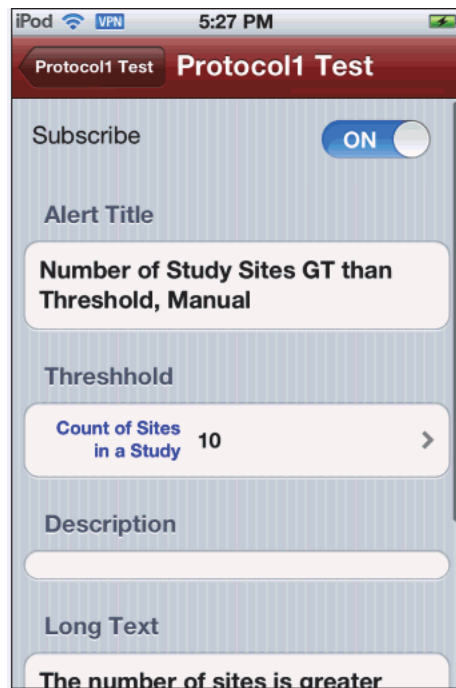 iPod VPN 5:27 PM
Protocol1 Test Protocol1 Test
Subscribe ON
Alert Title
Number of Study Sites GT than
Threshold, Manual
Threshhold
Count of Sites
in a Study 10
Description
Long Text
The number of sites is greater